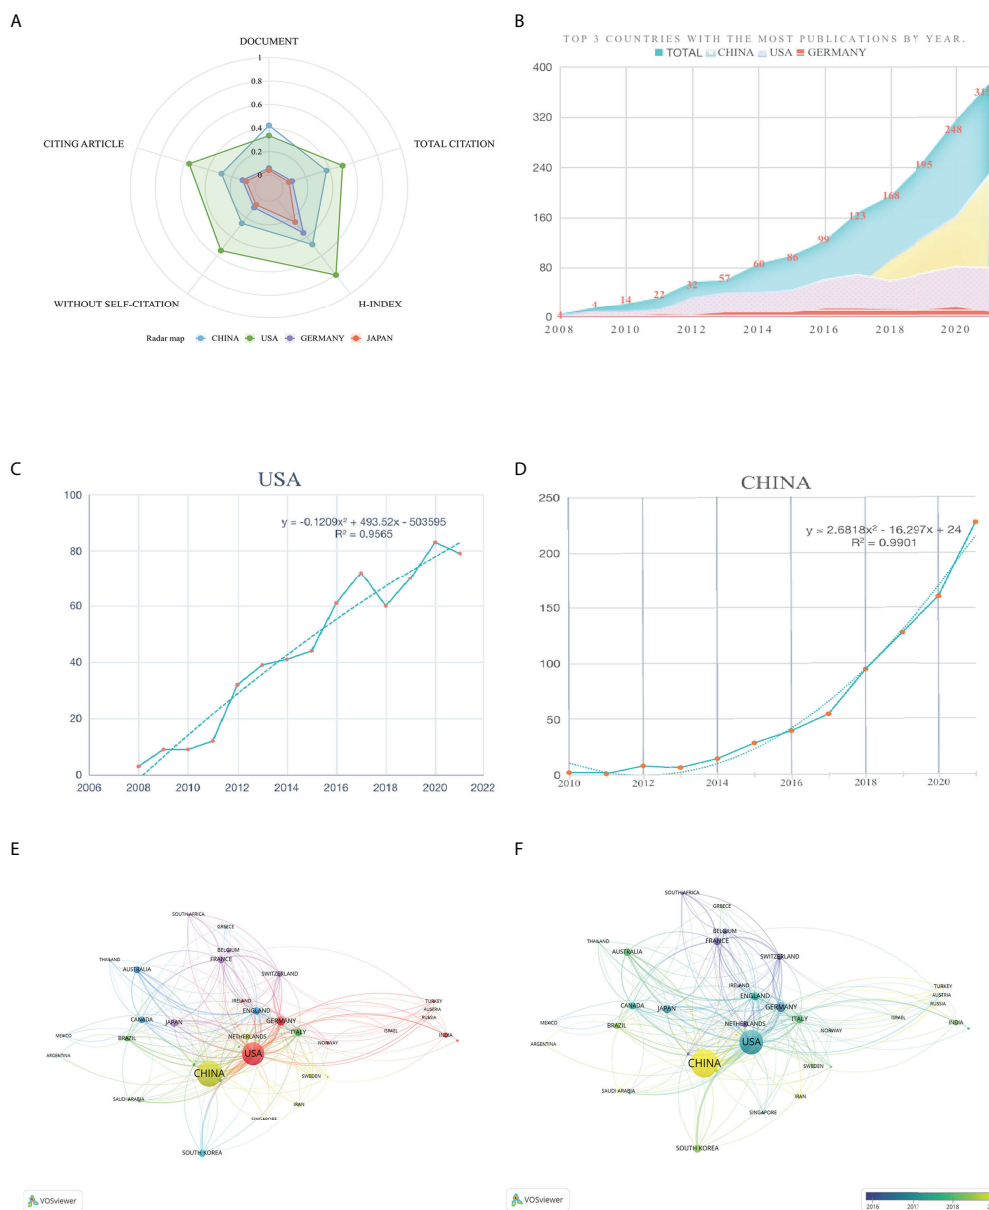 A
DOCUMENT
1
0.8
0.6
0.4
0.2
0
CITING ARTICLE
TOTAL CITATION
WITHOUT SELF-CITATION
H-INDEX
Radar map CHINA USA GERMANY JAPAN
B
TOP 3 COUNTRIES WITH THE MOST PUBLICATIONS BY YEAR.
TOTAL CHINA USA GERMANY
400
320
240
160
80
0
4
4
14
22
32
57
60
86
99
123
168
195
248
2008 2010 2012 2014 2016 2018 2020
C
USA
y = -0.1209x² + 493.52x - 503595
R² = 0.9565
100
80
60
40
20
0
2006 2008 2010 2012 2014 2016 2018 2020 2022
D
CHINA
y = 2.6818x² - 16.297x + 24
R² = 0.9901
250
200
150
100
50
0
2010 2012 2014 2016 2018 2020
E
SOUTH AFRICA
GREECE
BELGIUM
FRANCE
THAILAND
AUSTRALIA
SWITZERLAND
IRELAND
ENGLAND
TURKEY
AUSTRIA
RUSSIA
CANADA
JAPAN
GERMANY
MEXICO
BRAZIL
NETHERLANDS
ITALY
ISRAEL
INDIA
NORWAY
ARGENTINA
USA
CHINA
SWEDEN
SAUDI ARABIA
IRAN
SINGAPORE
SOUTH KOREA
VOSviewer
F
SOUTH AFRICA
GREECE
BELGIUM
FRANCE
THAILAND
AUSTRALIA
SWITZERLAND
IRELAND
ENGLAND
TURKEY
AUSTRIA
RUSSIA
CANADA
JAPAN
GERMANY
MEXICO
BRAZIL
NETHERLANDS
ITALY
ISRAEL
INDIA
NORWAY
ARGENTINA
USA
CHINA
SWEDEN
SAUDI ARABIA
IRAN
SINGAPORE
SOUTH KOREA
VOSviewer
2016 2017 2018